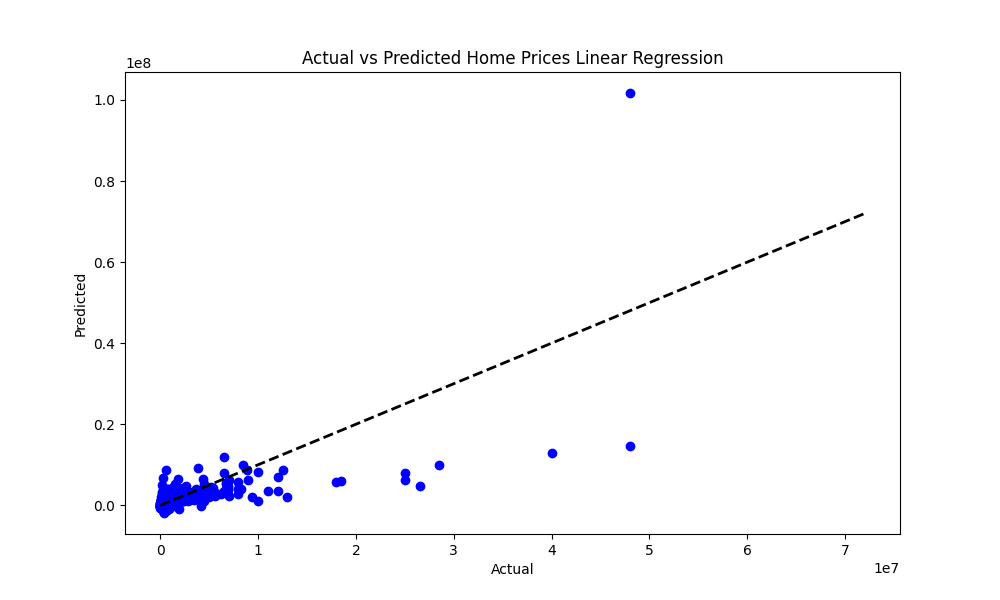 Actual vs Predicted Home Prices Linear Regression
1e8
1.0
0.8
0.6
0.4
0.2
0.0
Predicted
0 1 2 3 4 5 6 7
1e7
Actual